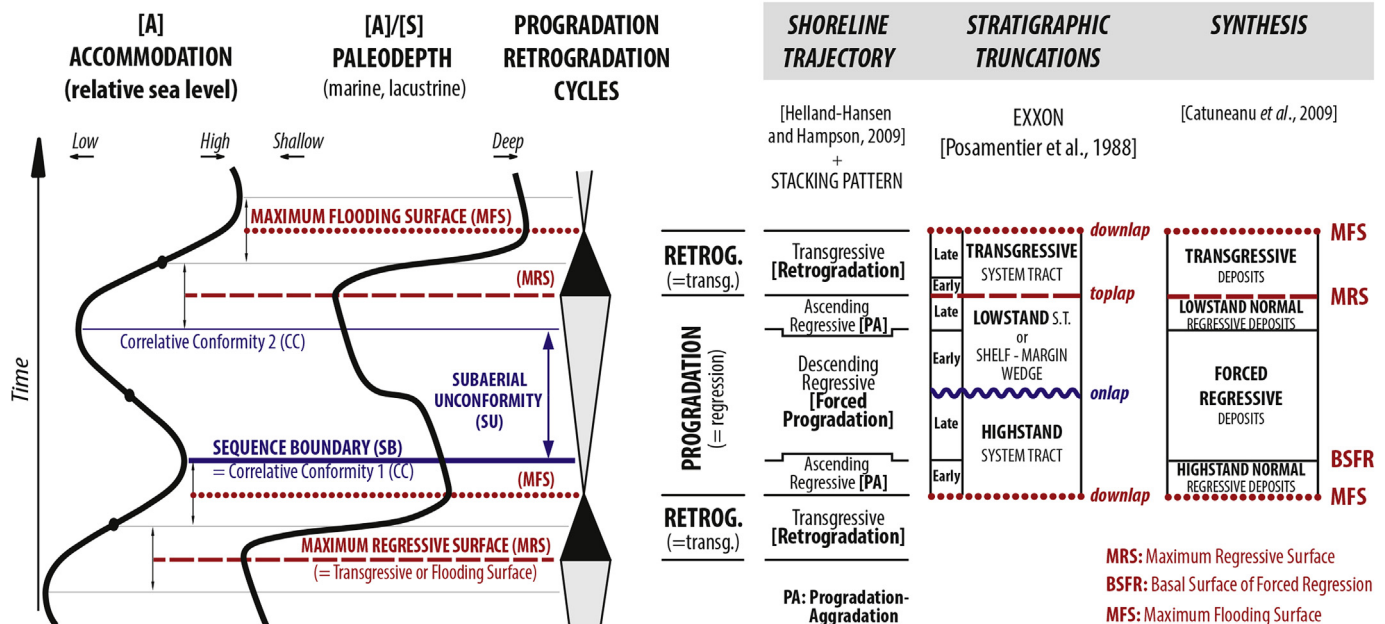 [A]
ACCOMMODATION
(relative sea level)
[A]/[S]
PALEODEPTH
(marine, lacustrine)
PROGRADATION
RETROGRADATION
CYCLES
SHORELINE
TRAJECTORY
STRATIGRAPHIC
TRUNCATIONS
SYNTHESIS
[Helland-Hansen
and Hampson, 2009]
+
STACKING PATTERN
EXXON
[Posamentier et al., 1988]
[Catuneanu et al., 2009]
Low
High
Shallow
Deep
Time
MAXIMUM FLOODING SURFACE (MFS)
(MRS)
Correlative Conformity 2 (CC)
SUBAERIAL
UNCONFORMITY
(SU)
SEQUENCE BOUNDARY (SB)
= Correlative Conformity 1 (CC)
(MFS)
MAXIMUM REGRESSIVE SURFACE (MRS)
(= Transgressive or Flooding Surface)
RETROG.
(=transg.)
PROGRADATION
(= regression)
RETROG.
(=transg.)
Transgressive
[Retrogradation]
Ascending
Regressive [PA]
Descending
Regressive
[Forced
Progradation]
Ascending
Regressive [PA]
Transgressive
[Retrogradation]
PA: Progradation-
Aggradation
Late
Early
Late
Early
Late
Early
TRANSGRESSIVE
SYSTEM TRACT
LOWSTAND S.T.
or
SHELF - MARGIN
WEDGE
HIGHSTAND
SYSTEM TRACT
downlap
toplap
onlap
downlap
TRANSGRESSIVE
DEPOSITS
LOWSTAND NORMAL
REGRESSIVE DEPOSITS
FORCED
REGRESSIVE
DEPOSITS
HIGHSTAND NORMAL
REGRESSIVE DEPOSITS
MFS
MRS
BSFR
MFS
MRS: Maximum Regressive Surface
BSFR: Basal Surface of Forced Regression
MFS: Maximum Flooding Surface